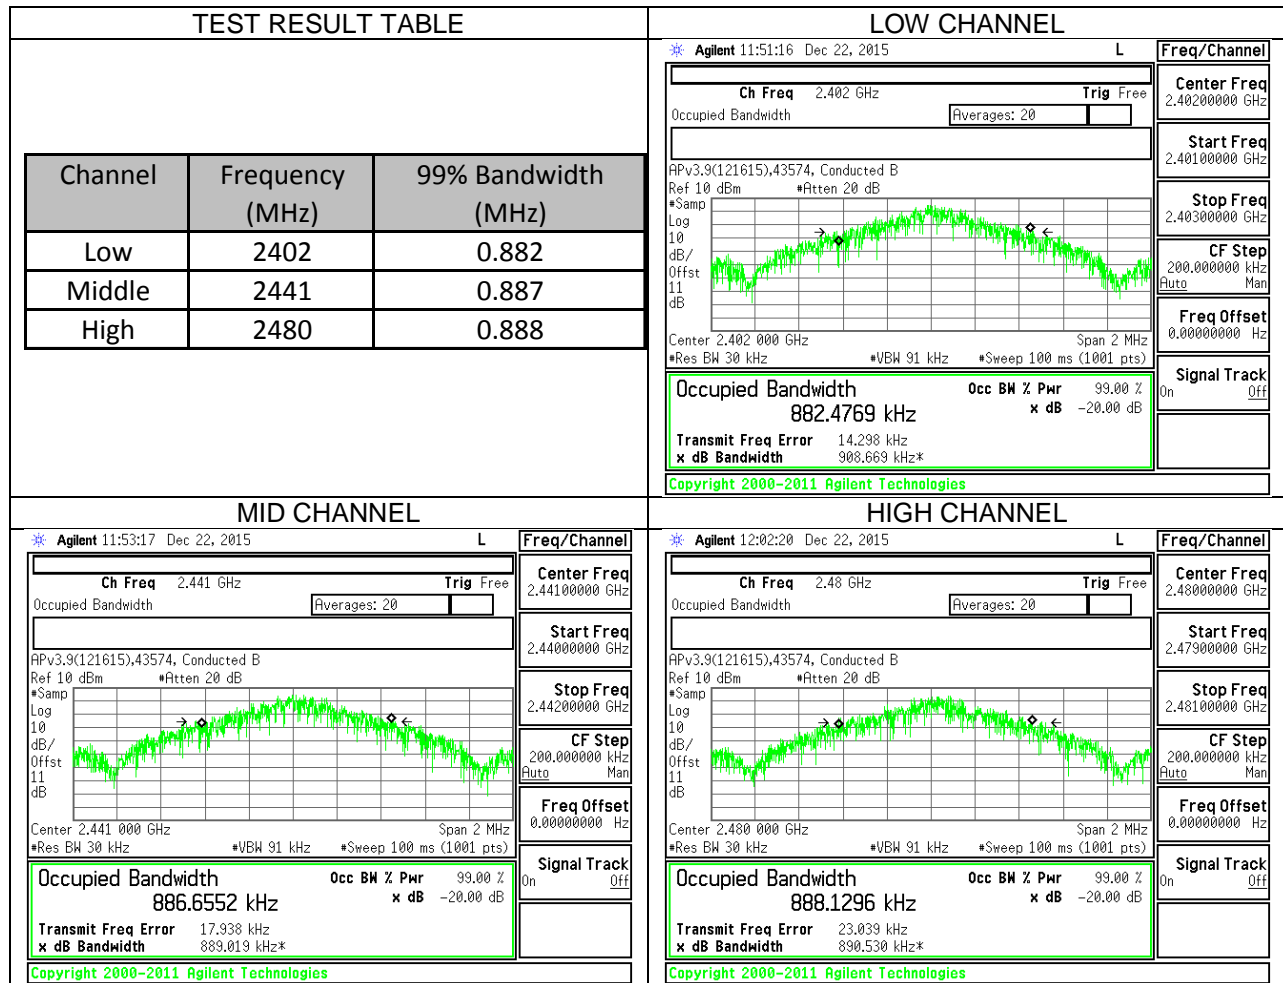 TEST RESULT TABLE
Channel Frequency (MHz) 99% Bandwidth (MHz)
Low 2402 0.882
Middle 2441 0.887
High 2480 0.888
LOW CHANNEL
Agilent 11:51:16 Dec 22, 2015 L
Ch Freq 2.402 GHz Trig Free
Occupied Bandwidth Averages: 20
APv3.9(121615),43574, Conducted B
Ref 10 dBm #Atten 20 dB
#Samp
Log
10
dB/
Offst
11
dB
Center 2.402 000 GHz Span 2 MHz
#Res BW 30 kHz #VBW 91 kHz #Sweep 100 ms (1001 pts)
Occupied Bandwidth Occ BW % Pwr 99.00 %
882.4769 kHz x dB -20.00 dB
Transmit Freq Error 14.298 kHz
x dB Bandwidth 908.669 kHz*
Copyright 2000-2011 Agilent Technologies
Freq/Channel
Center Freq
2.40200000 GHz
Start Freq
2.40100000 GHz
Stop Freq
2.40300000 GHz
CF Step
200.000000 kHz
Auto Man
Freq Offset
0.00000000 Hz
Signal Track
On Off
MID CHANNEL
Agilent 11:53:17 Dec 22, 2015 L
Ch Freq 2.441 GHz Trig Free
Occupied Bandwidth Averages: 20
APv3.9(121615),43574, Conducted B
Ref 10 dBm #Atten 20 dB
#Samp
Log
10
dB/
Offst
11
dB
Center 2.441 000 GHz Span 2 MHz
#Res BW 30 kHz #VBW 91 kHz #Sweep 100 ms (1001 pts)
Occupied Bandwidth Occ BW % Pwr 99.00 %
886.6552 kHz x dB -20.00 dB
Transmit Freq Error 17.938 kHz
x dB Bandwidth 889.019 kHz*
Copyright 2000-2011 Agilent Technologies
Freq/Channel
Center Freq
2.44100000 GHz
Start Freq
2.44000000 GHz
Stop Freq
2.44200000 GHz
CF Step
200.000000 kHz
Auto Man
Freq Offset
0.00000000 Hz
Signal Track
On Off
HIGH CHANNEL
Agilent 12:02:20 Dec 22, 2015 L
Ch Freq 2.48 GHz Trig Free
Occupied Bandwidth Averages: 20
APv3.9(121615),43574, Conducted B
Ref 10 dBm #Atten 20 dB
#Samp
Log
10
dB/
Offst
11
dB
Center 2.480 000 GHz Span 2 MHz
#Res BW 30 kHz #VBW 91 kHz #Sweep 100 ms (1001 pts)
Occupied Bandwidth Occ BW % Pwr 99.00 %
888.1296 kHz x dB -20.00 dB
Transmit Freq Error 23.039 kHz
x dB Bandwidth 890.530 kHz*
Copyright 2000-2011 Agilent Technologies
Freq/Channel
Center Freq
2.48000000 GHz
Start Freq
2.47900000 GHz
Stop Freq
2.48100000 GHz
CF Step
200.000000 kHz
Auto Man
Freq Offset
0.00000000 Hz
Signal Track
On Off